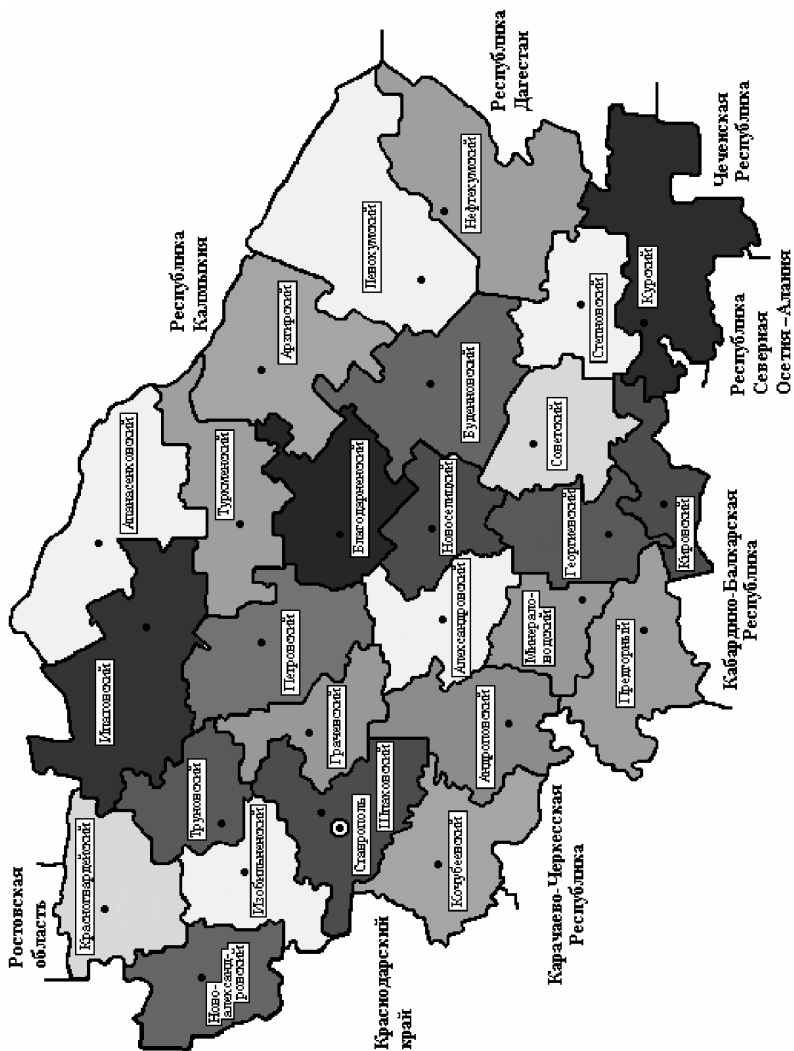 Ростовская
область
Красногвардейский
Ипатовский
Апанасенковский
Ново-
александ-
ровский
Труновский
Туркменский
Республика
Калмыкия
Изобильненский
Петровский
Арзгирский
Грачевский
Ставрополь
Шпаковский
Благодарненский
Левокумский
Краснодарский
край
Кочубеевский
Александровский
Новоселицкий
Буденновский
Нефтекумский
Андроповский
Минерало-
водский
Георгиевский
Советский
Республика
Дагестан
Степновский
Карачаево-Черкесская
Республика
Предгорный
Кировский
Курский
Кабардино-Балкарская
Республика
Республика
Северная
Осетия-Алания
Чеченская
Республика